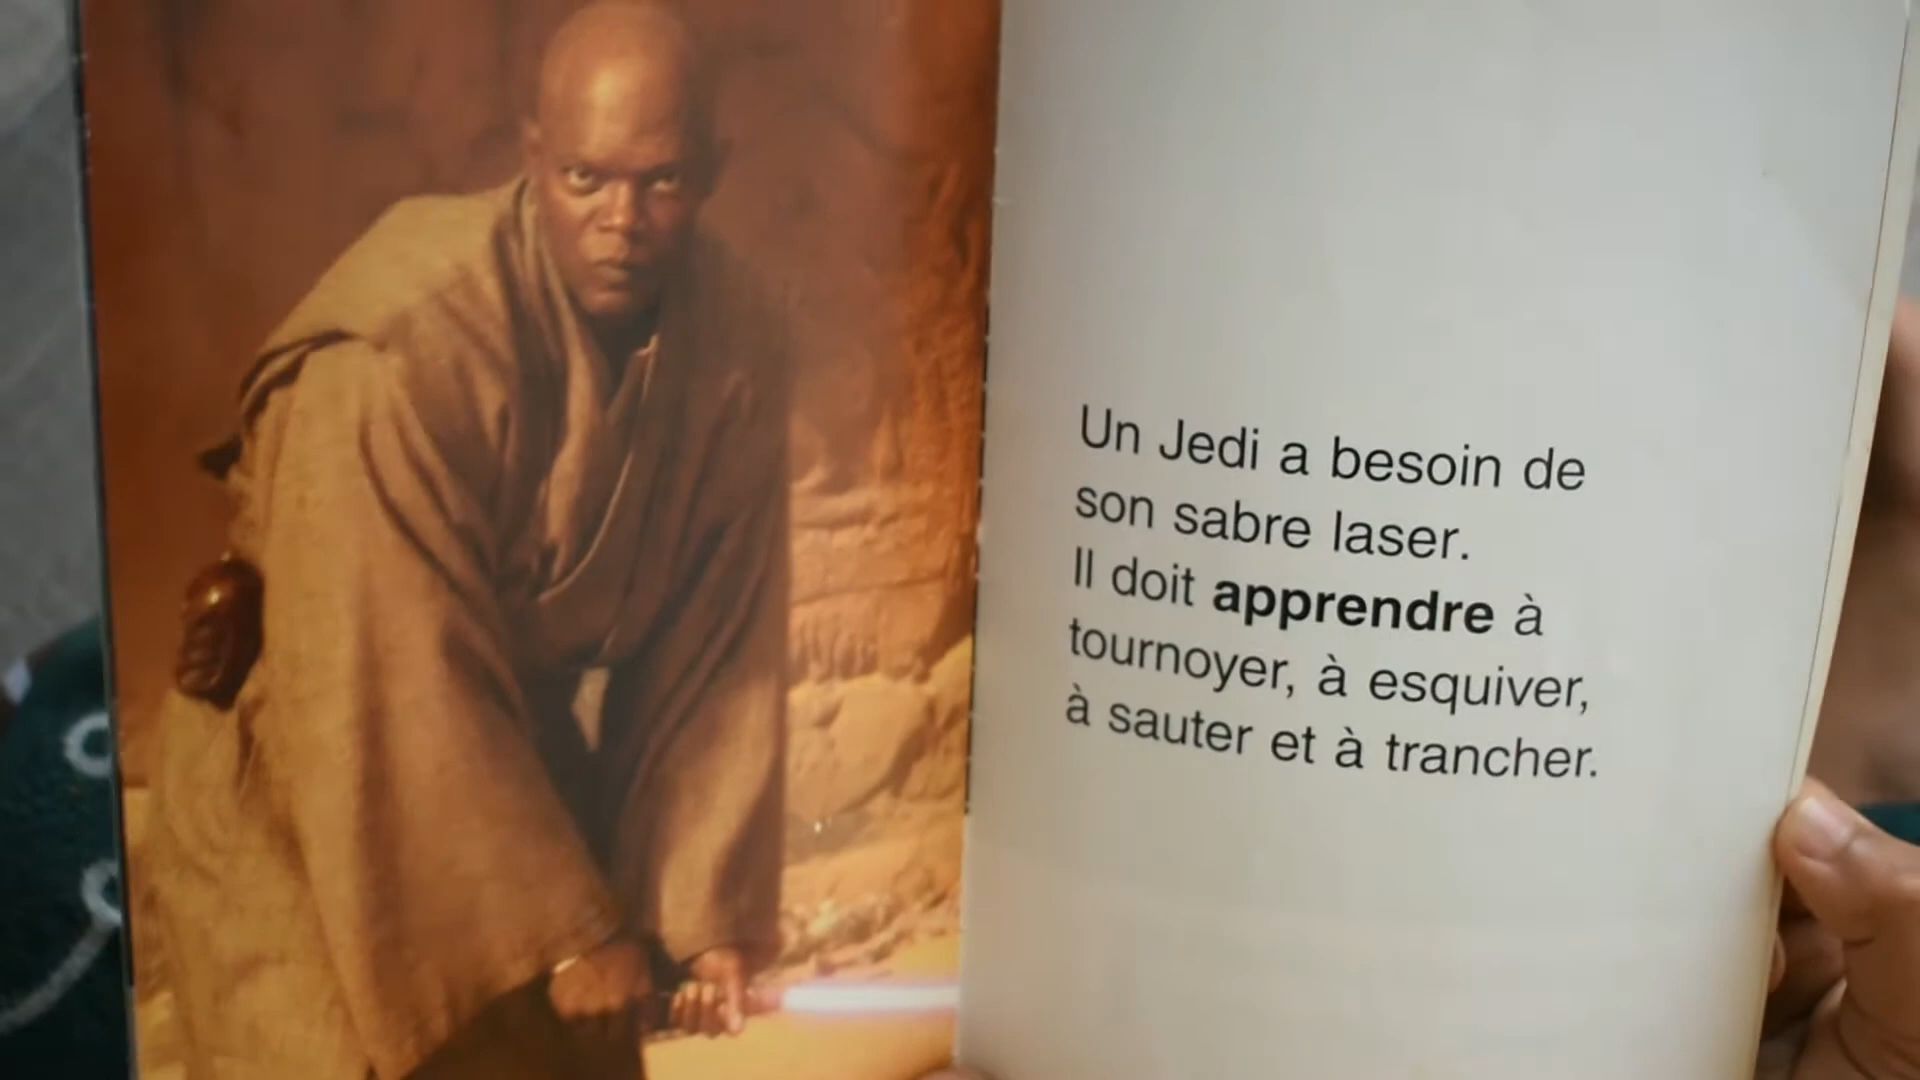 Un Jedi a besoin de
son sabre laser.
Il doit apprendre à
tournoyer, à esquiver,
à sauter et à trancher.